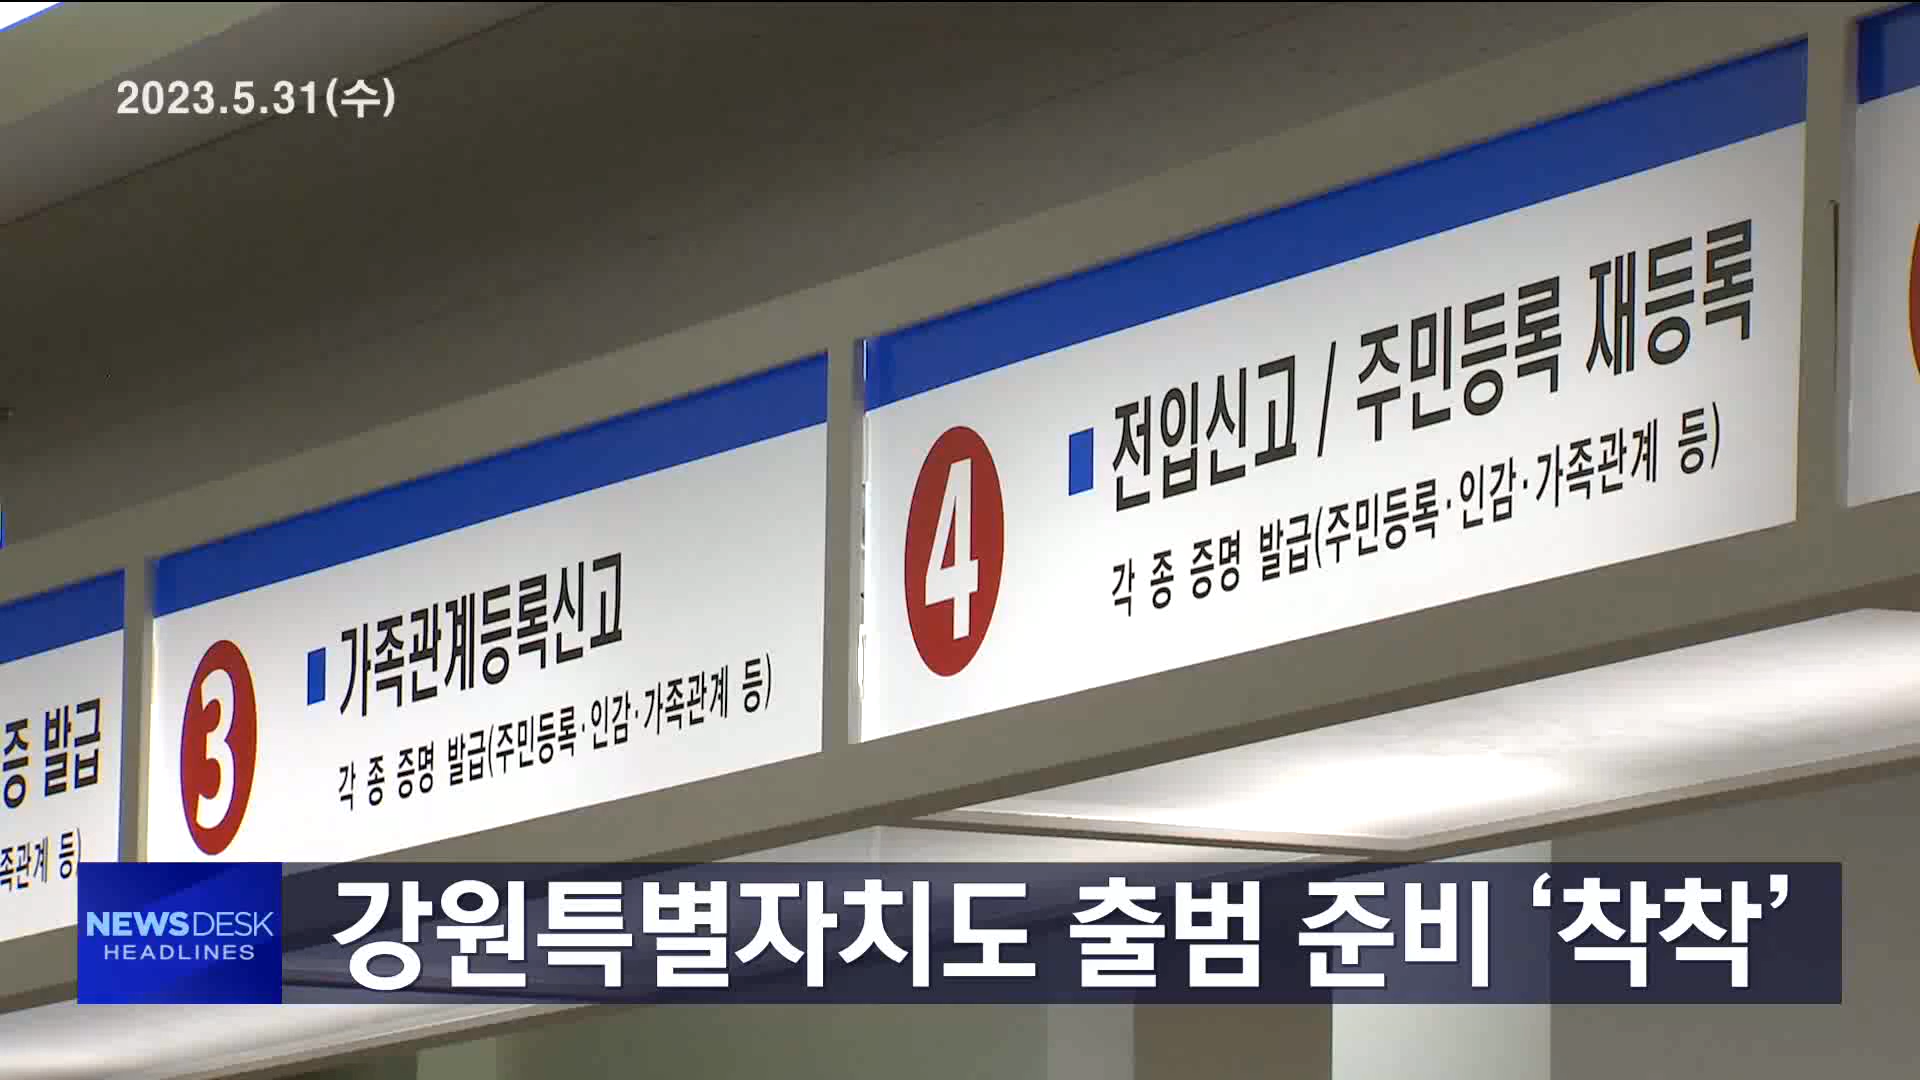 2023.5.31(수)
증 발급
족관계 등)
3
가족관계등록신고
각 종 증명 발급(주민등록·인감·가족관계 등)
4
전입신고 / 주민등록 재등록
각 종 증명 발급(주민등록·인감·가족관계 등)
NEWSDESK
HEADLINES
강원특별자치도 출범 준비 ‘착착’